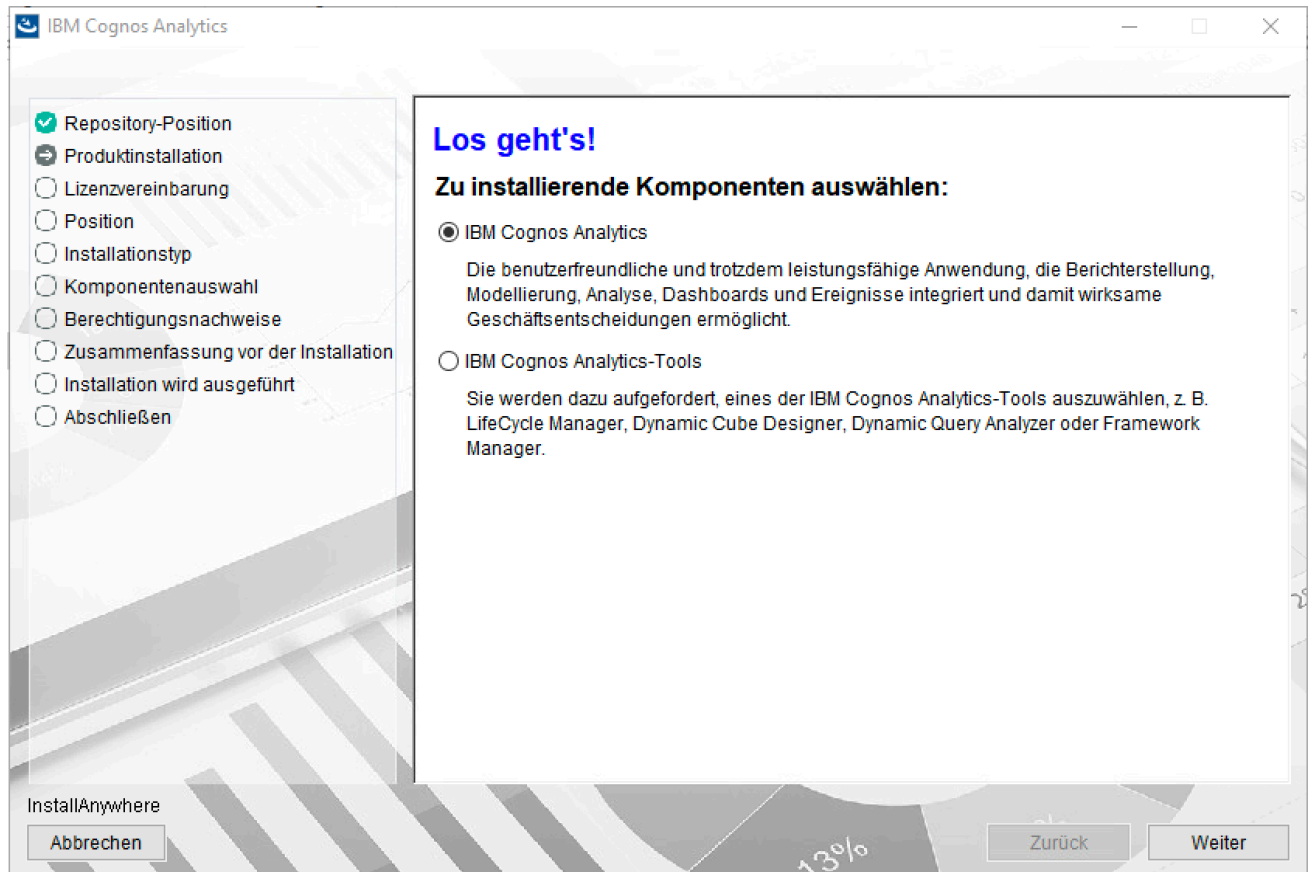 IBM Cognos Analytics
Repository-Position
Produktinstallation
Lizenzvereinbarung
Position
Installationstyp
Komponentenauswahl
Berechtigungsnachweise
Zusammenfassung vor der Installation
Installation wird ausgeführt
Abschließen
Los geht's!
Zu installierende Komponenten auswählen:
IBM Cognos Analytics
Die benutzerfreundliche und trotzdem leistungsfähige Anwendung, die Berichterstellung,
Modellierung, Analyse, Dashboards und Ereignisse integriert und damit wirksame
Geschäftsentscheidungen ermöglicht.
IBM Cognos Analytics-Tools
Sie werden dazu aufgefordert, eines der IBM Cognos Analytics-Tools auszuwählen, z. B.
LifeCycle Manager, Dynamic Cube Designer, Dynamic Query Analyzer oder Framework
Manager.
InstallAnywhere
Abbrechen
13%
Zurück
Weiter